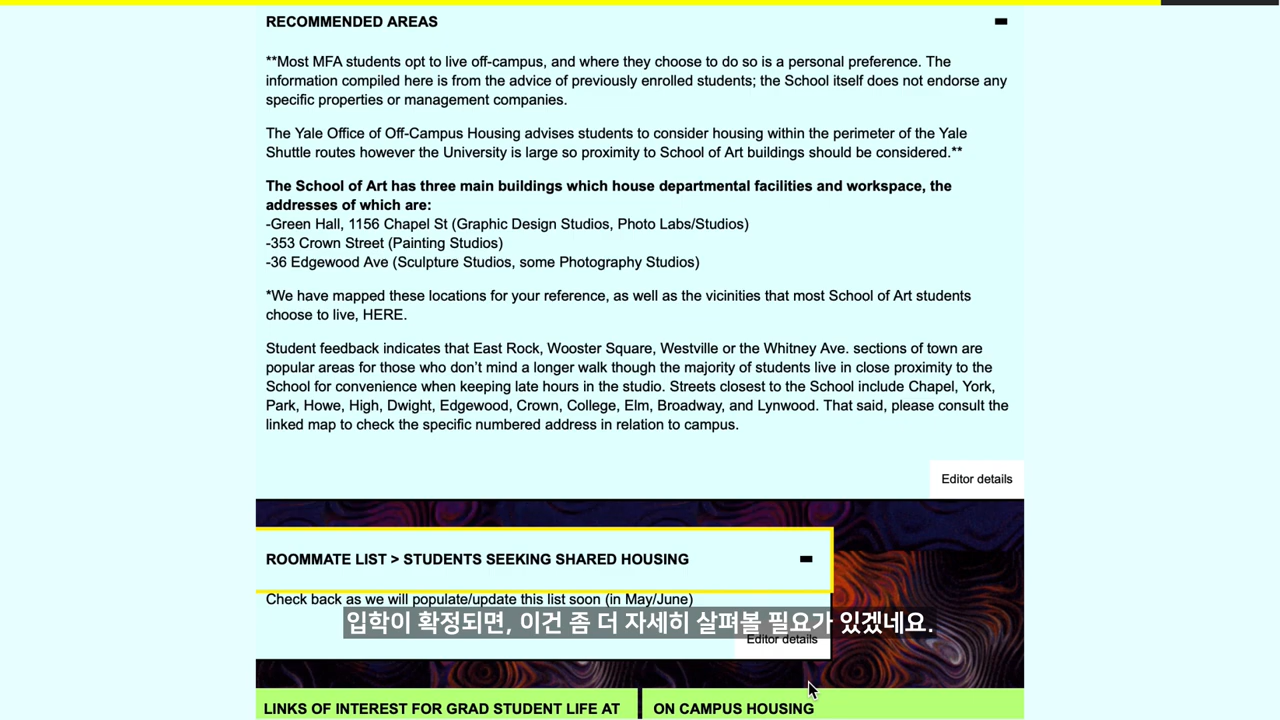 RECOMMENDED AREAS
**Most MFA students opt to live off-campus, and where they choose to do so is a personal preference. The
information compiled here is from the advice of previously enrolled students; the School itself does not endorse any
specific properties or management companies.
The Yale Office of Off-Campus Housing advises students to consider housing within the perimeter of the Yale
Shuttle routes however the University is large so proximity to School of Art buildings should be considered.**
The School of Art has three main buildings which house departmental facilities and workspace, the
addresses of which are:
-Green Hall, 1156 Chapel St (Graphic Design Studios, Photo Labs/Studios)
-353 Crown Street (Painting Studios)
-36 Edgewood Ave (Sculpture Studios, some Photography Studios)
*We have mapped these locations for your reference, as well as the vicinities that most School of Art students
choose to live, HERE.
Student feedback indicates that East Rock, Wooster Square, Westville or the Whitney Ave. sections of town are
popular areas for those who don't mind a longer walk though the majority of students live in close proximity to the
School for convenience when keeping late hours in the studio. Streets closest to the School include Chapel, York,
Park, Howe, High, Dwight, Edgewood, Crown, College, Elm, Broadway, and Lynwood. That said, please consult the
linked map to check the specific numbered address in relation to campus.
Editor details
ROOMMATE LIST > STUDENTS SEEKING SHARED HOUSING
Check back as we will populate/update this list soon (in May/June)
입학이 확정되면, 이건 좀 더 자세히 살펴볼 필요가 있겠네요.
Editor details
LINKS OF INTEREST FOR GRAD STUDENT LIFE AT
ON CAMPUS HOUSING